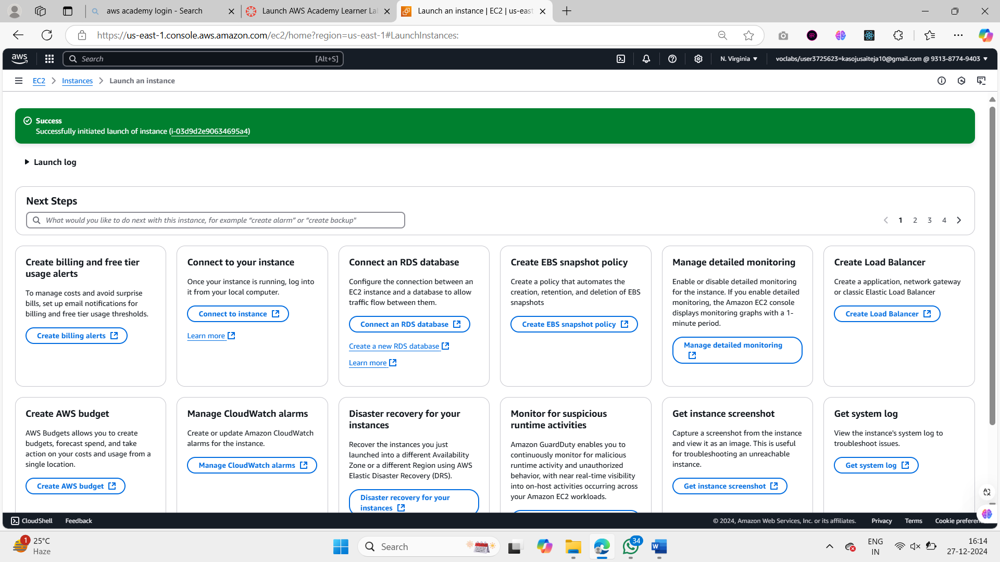 aws academy login - Search
Launch AWS Academy Learner La
Launch an instance | EC2 | us-east
https://us-east-1.console.aws.amazon.com/ec2/home?region=us-east-1#LaunchInstances:
aws
Search
[Alt+S]
N. Virginia
voclabs/user3725623=kasojusaiteja10@gmail.com @ 9313-8774-9403
EC2
Instances
Launch an instance
Success
Successfully initiated launch of instance (i-03d9d2e90634695a4)
Launch log
Next Steps
What would you like to do next with this instance, for example “create alarm” or “create backup”
1 2 3 4
Create billing and free tier
usage alerts
To manage costs and avoid surprise
bills, set up email notifications for
billing and free tier usage thresholds.
Create billing alerts
Connect to your instance
Once your instance is running, log into
it from your local computer.
Connect to instance
Learn more
Connect an RDS database
Configure the connection between an
EC2 instance and a database to allow
traffic flow between them.
Connect an RDS database
Create a new RDS database
Learn more
Create EBS snapshot policy
Create a policy that automates the
creation, retention, and deletion of EBS
snapshots
Create EBS snapshot policy
Manage detailed monitoring
Enable or disable detailed monitoring
for the instance. If you enable detailed
monitoring, the Amazon EC2 console
displays monitoring graphs with a 1-
minute period.
Manage detailed monitoring
Create Load Balancer
Create a application, network gateway
or classic Elastic Load Balancer
Create Load Balancer
Create AWS budget
AWS Budgets allows you to create
budgets, forecast spend, and take
action on your costs and usage from a
single location.
Create AWS budget
Manage CloudWatch alarms
Create or update Amazon CloudWatch
alarms for the instance.
Manage CloudWatch alarms
Disaster recovery for your
instances
Recover the instances you just
launched into a different Availability
Zone or a different Region using AWS
Elastic Disaster Recovery (DRS).
Disaster recovery for your
instances
Monitor for suspicious
runtime activities
Amazon GuardDuty enables you to
continuously monitor for malicious
runtime activity and unauthorized
behavior, with near real-time visibility
into on-host activities occurring across
your Amazon EC2 workloads.
Get instance screenshot
Capture a screenshot from the instance
and view it as an image. This is useful
for troubleshooting an unreachable
instance.
Get instance screenshot
Get system log
View the instance's system log to
troubleshoot issues.
Get system log
CloudShell
Feedback
© 2024, Amazon Web Services, Inc. or its affiliates.
Privacy
Terms
Cookie preferen
1
25°C
Haze
Search
34
ENG
IN
16:14
27-12-2024